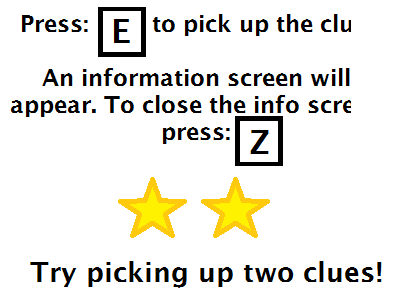 Press: E to pick up the clu
An information screen will
appear. To close the info scre
press: Z
Try picking up two clues!